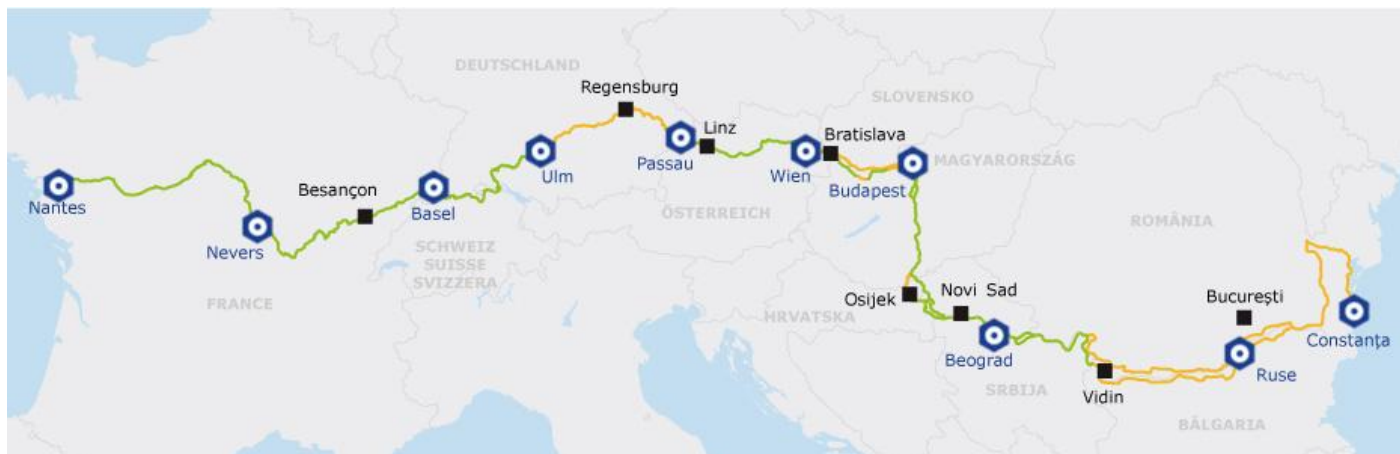 DEUTSCHLAND
Regensburg
SLOVENSKO
Linz
Bratislava
Passau
Wien
Budapest
MAGYARORSZÁG
Ulm
Besançon
Basel
Nantes
ÖSTERREICH
ROMÂNIA
Nevers
SCHWEIZ
SUISSE
SVIZZERA
FRANCE
Osijek
Novi Sad
București
HRVATSKA
Constanța
Beograd
Ruse
SRBIJA
Vidin
BĂLGARIA